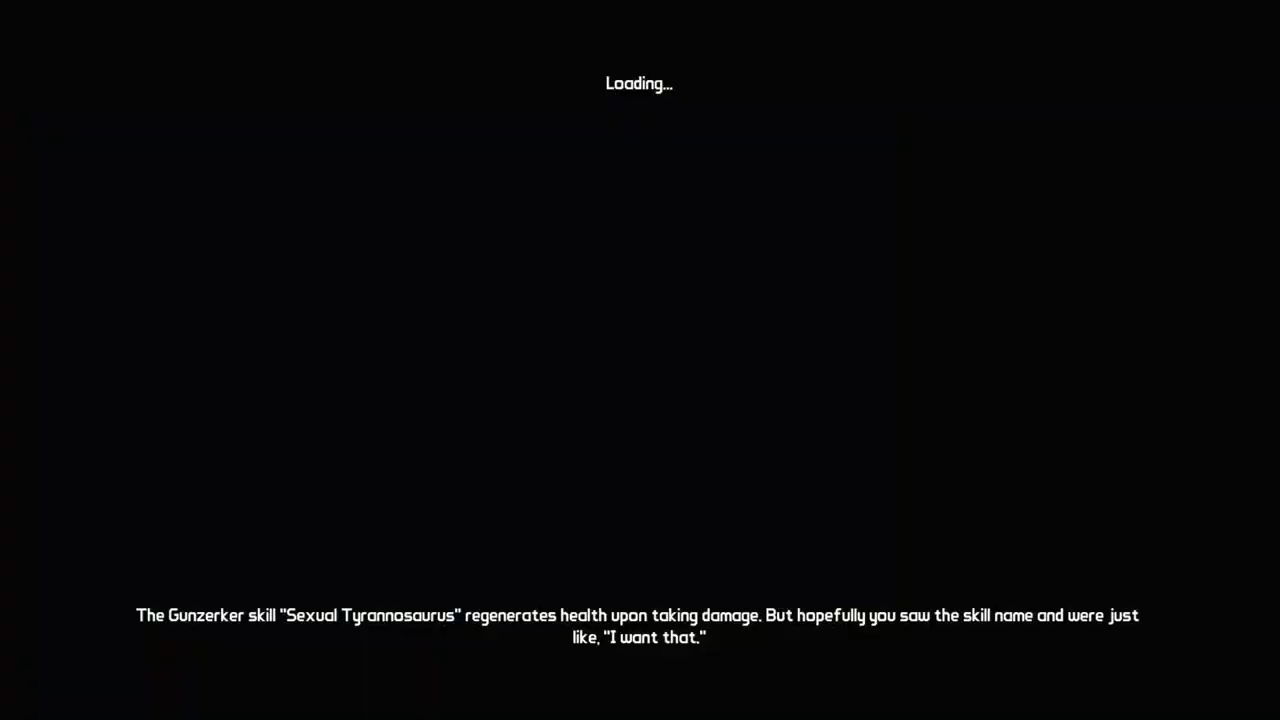 Loading...
The Gunzerker skill "Sexual Tyrannosaurus" regenerates health upon taking damage. But hopefully you saw the skill name and were just
like, "I want that."